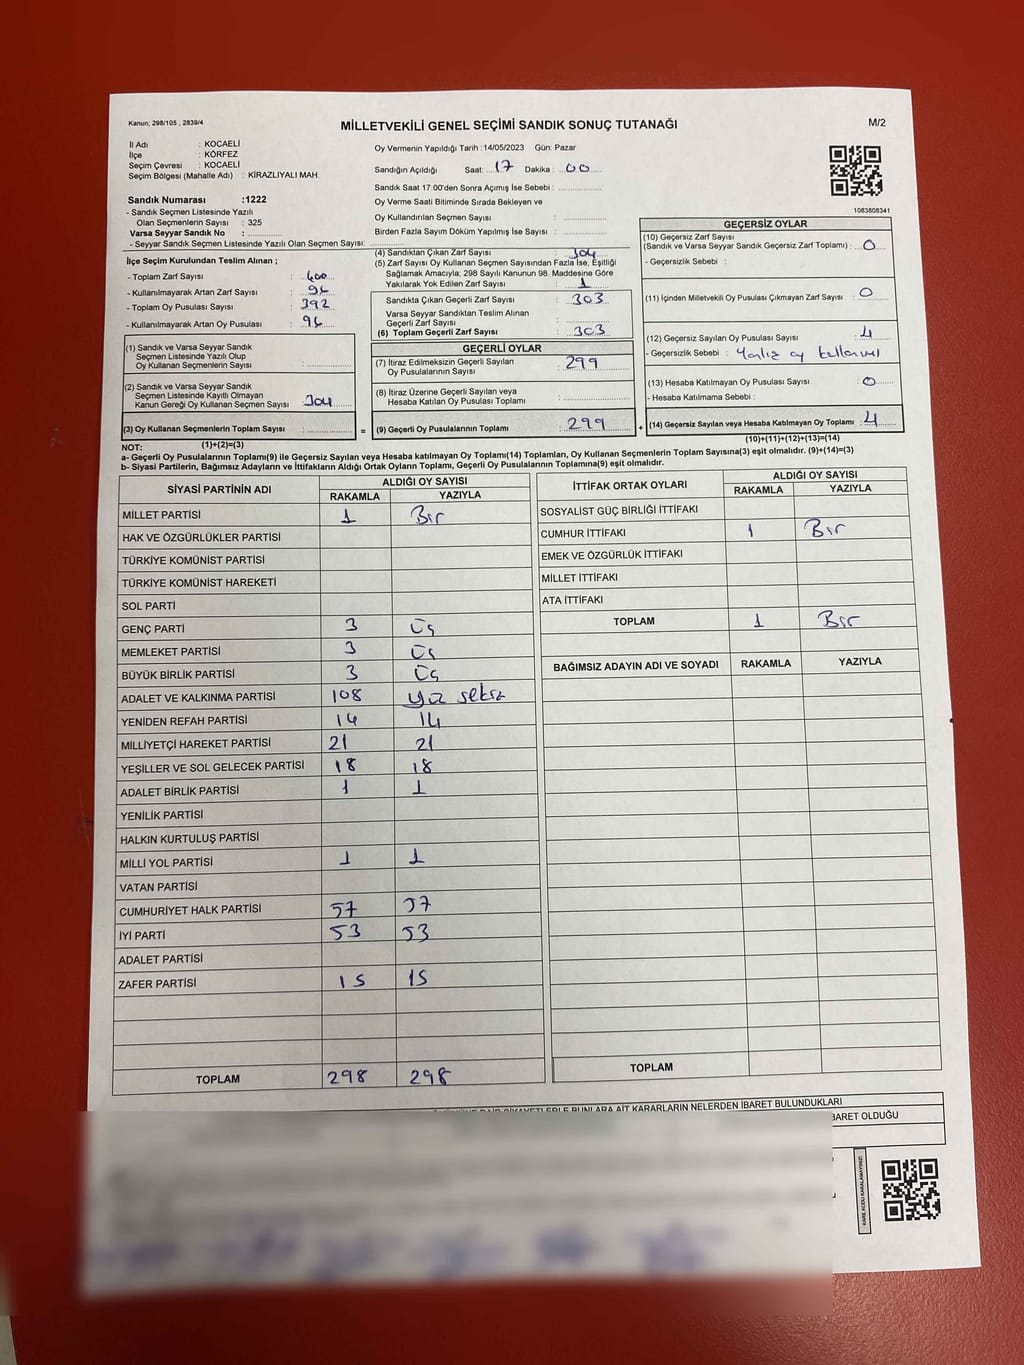 Kanun; 298/105 , 2839/4
MİLLETVEKİLİ GENEL SEÇİMİ SANDIK SONUÇ TUTANAĞI
M/2
İl Adı : KOCAELİ
İlçe : KÖRFEZ
Seçim Çevresi : KOCAELİ
Seçim Bölgesi (Mahalle Adı) : KİRAZLIYALI MAH.
Sandık Numarası :1222
- Sandık Seçmen Listesinde Yazılı
Olan Seçmenlerin Sayısı : 325
Varsa Seyyar Sandık No :
- Seyyar Sandık Seçmen Listesinde Yazılı Olan Seçmen Sayısı:
Oy Vermenin Yapıldığı Tarih :14/05/2023 Gün: Pazar
Sandığın Açıldığı Saat: 17 Dakika : 00
Sandık Saat 17:00'den Sonra Açımış İse Sebebi :
Oy Verme Saati Bitiminde Sırada Bekleyen ve
Oy Kullandırılan Seçmen Sayısı :
Birden Fazla Sayım Döküm Yapılmış İse Sayısı :
1083808341
İlçe Seçim Kurulundan Teslim Alınan ;
- Toplam Zarf Sayısı : 400
- Kullanılmayarak Artan Zarf Sayısı : 96
- Toplam Oy Pusulası Sayısı : 392
- Kullanılmayarak Artan Oy Pusulası : 96
(1) Sandık ve Varsa Seyyar Sandık
Seçmen Listesinde Yazılı Olup
Oy Kullanan Seçmenlerin Sayısı :
(2) Sandık ve Varsa Seyyar Sandık
Seçmen Listesinde Kayıtlı Olmayan
Kanun Gereği Oy Kullanan Seçmen Sayısı : 304
(3) Oy Kullanan Seçmenlerin Toplam Sayısı : =
(1)+(2)=(3)
(4) Sandıktan Çıkan Zarf Sayısı : 304
(5) Zarf Sayısı Oy Kullanan Seçmen Sayısından Fazla İse, Eşitliği
Sağlamak Amacıyla; 298 Sayılı Kanunun 98. Maddesine Göre
Yakılarak Yok Edilen Zarf Sayısı : 1
Sandıkta Çıkan Geçerli Zarf Sayısı : 303
Varsa Seyyar Sandıktan Teslim Alınan
Geçerli Zarf Sayısı :
(6) Toplam Geçerli Zarf Sayısı : 303
GEÇERLİ OYLAR
(7) İtiraz Edilmeksizin Geçerli Sayılan
Oy Pusulalarının Sayısı : 299
(8) İtiraz Üzerine Geçerli Sayılan veya
Hesaba Katılan Oy Pusulası Toplamı :
(9) Geçerli Oy Pusulalarının Toplamı : 299 +
GEÇERSİZ OYLAR
(10) Geçersiz Zarf Sayısı
(Sandık ve Varsa Seyyar Sandık Geçersiz Zarf Toplamı) : 0
- Geçersizlik Sebebi :
(11) İçinden Milletvekili Oy Pusulası Çıkmayan Zarf Sayısı : 0
(12) Geçersiz Sayılan Oy Pusulası Sayısı : 4
- Geçersizlik Sebebi : Yanlış oy kullanımı
(13) Hesaba Katılmayan Oy Pusulası Sayısı : 0
- Hesaba Katılmama Sebebi :
(14) Geçersiz Sayılan veya Hesaba Katılmayan Oy Toplamı : 4
(10)+(11)+(12)+(13)=(14)
NOT:
a- Geçerli Oy Pusulalarının Toplamı(9) ile Geçersiz Sayılan veya Hesaba katılmayan Oy Toplamı(14) Toplamları, Oy Kullanan Seçmenlerin Toplam Sayısına(3) eşit olmalıdır. (9)+(14)=(3)
b- Siyasi Partilerin, Bağımsız Adayların ve İttifakların Aldığı Ortak Oyların Toplamı, Geçerli Oy Pusulalarının Toplamına(9) eşit olmalıdır.
SİYASİ PARTİNİN ADI ALDIĞI OY SAYISI
RAKAMLA YAZIYLA
MİLLET PARTİSİ 1 Bir
HAK VE ÖZGÜRLÜKLER PARTİSİ
TÜRKİYE KOMÜNİST PARTİSİ
TÜRKİYE KOMÜNİST HAREKETİ
SOL PARTİ
GENÇ PARTİ 3 Üç
MEMLEKET PARTİSİ 3 Üç
BÜYÜK BİRLİK PARTİSİ 3 Üç
ADALET VE KALKINMA PARTİSİ 108 yüz sekiz
YENİDEN REFAH PARTİSİ 14 14
MİLLİYETÇİ HAREKET PARTİSİ 21 21
YEŞİLLER VE SOL GELECEK PARTİSİ 18 18
ADALET BİRLİK PARTİSİ 1 1
YENİLİK PARTİSİ
HALKIN KURTULUŞ PARTİSİ
MİLLİ YOL PARTİSİ 1 1
VATAN PARTİSİ
CUMHURİYET HALK PARTİSİ 57 57
İYİ PARTİ 53 53
ADALET PARTİSİ
ZAFER PARTİSİ 15 15
TOPLAM 298 298
İTTİFAK ORTAK OYLARI ALDIĞI OY SAYISI
RAKAMLA YAZIYLA
SOSYALİST GÜÇ BİRLİĞİ İTTİFAKI
CUMHUR İTTİFAKI 1 Bir
EMEK VE ÖZGÜRLÜK İTTİFAKI
MİLLET İTTİFAKI
ATA İTTİFAKI
TOPLAM 1 Bir
BAĞIMSIZ ADAYIN ADI VE SOYADI RAKAMLA YAZIYLA
TOPLAM
BUNLARA AİT KARARLARIN NELERDEN İBARET BULUNDUKLARI
İBARET OLDUĞU
KARE KODU KARALAMAYINIZ!